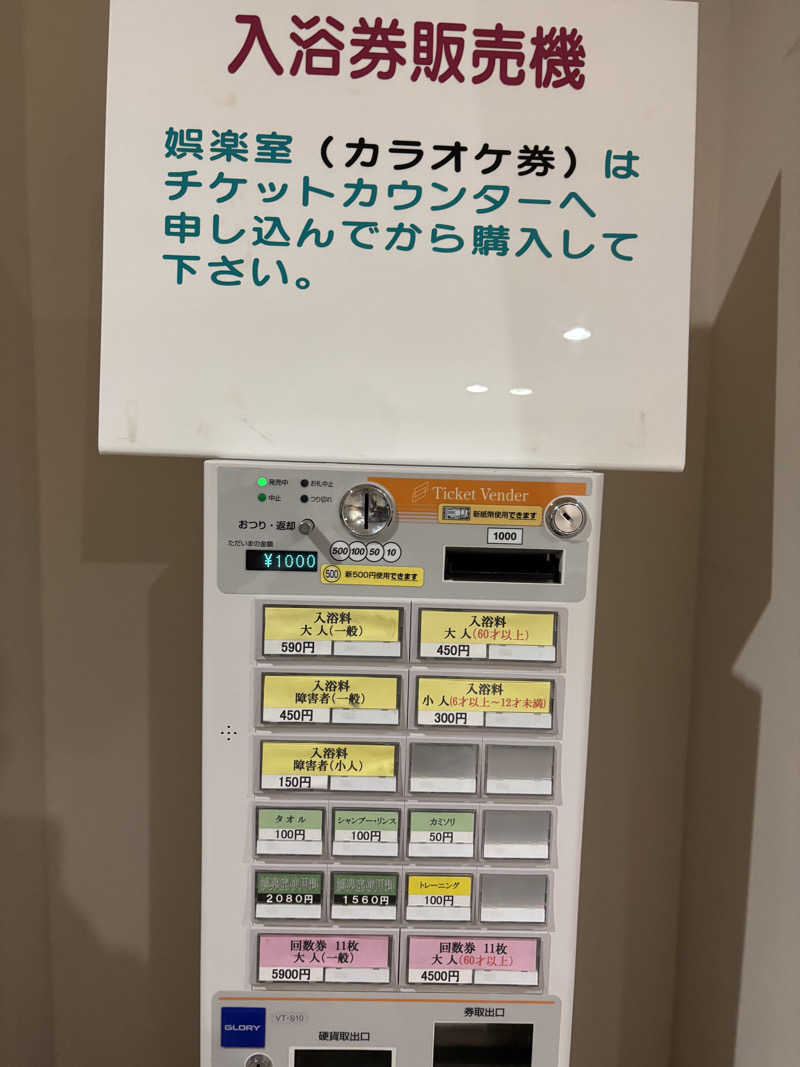 入浴券販売機
娯楽室（カラオケ券）は
チケットカウンターへ
申し込んでから購入して
下さい。
発売中 お札中止
中止 つり切れ
Ticket Vender
新紙幣使用できます
おつり・返却
1000
ただいまの金額
500 100 50 10
¥1000
500 新500円使用できます
入浴料
大人(一般)
590円
入浴料
大人(60才以上)
450円
入浴料
障害者(一般)
450円
入浴料
小人(6才以上～12才未満)
300円
入浴料
障害者(小人)
150円
タオル
100円
シャンプー・リンス
100円
カミソリ
50円
2080円
1560円
トレーニング
100円
回数券 11枚
大人(一般)
5900円
回数券 11枚
大人(60才以上)
4500円
GLORY
VT-S10
硬貨取出口
券取出口